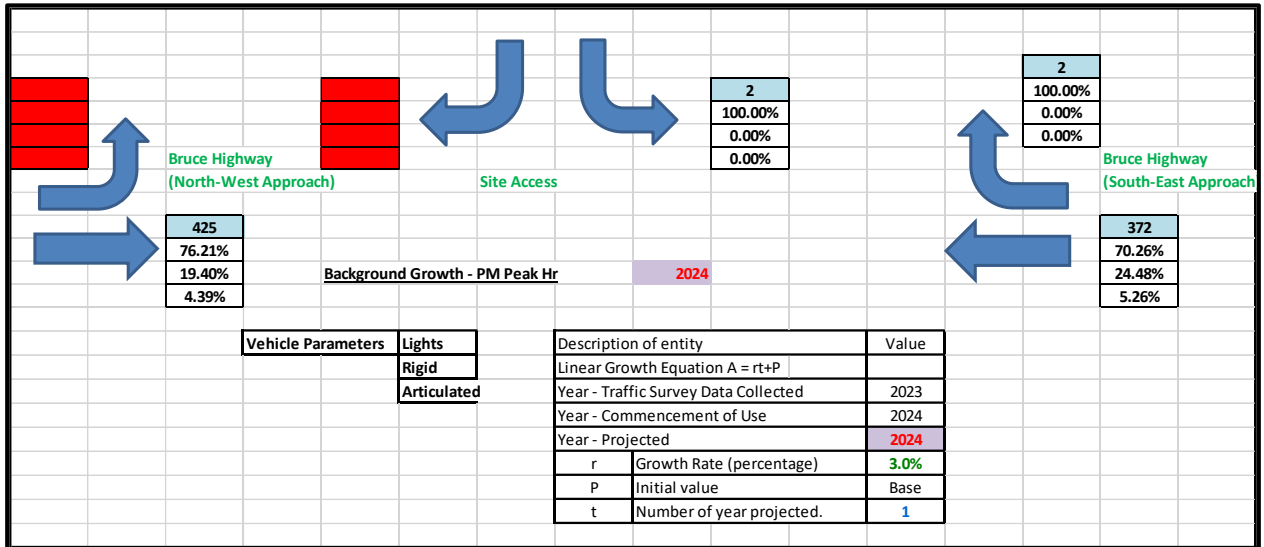 2
100.00%
0.00%
0.00%
2
100.00%
0.00%
0.00%
Bruce Highway
(North-West Approach)
Site Access
Bruce Highway
(South-East Approach
425
76.21%
19.40%
4.39%
372
70.26%
24.48%
5.26%
Background Growth - PM Peak Hr 2024
Vehicle Parameters Lights
Rigid
Articulated
Description of entity Value
Linear Growth Equation A = rt+P
Year - Traffic Survey Data Collected 2023
Year - Commencement of Use 2024
Year - Projected 2024
r Growth Rate (percentage) 3.0%
P Initial value Base
t Number of year projected. 1